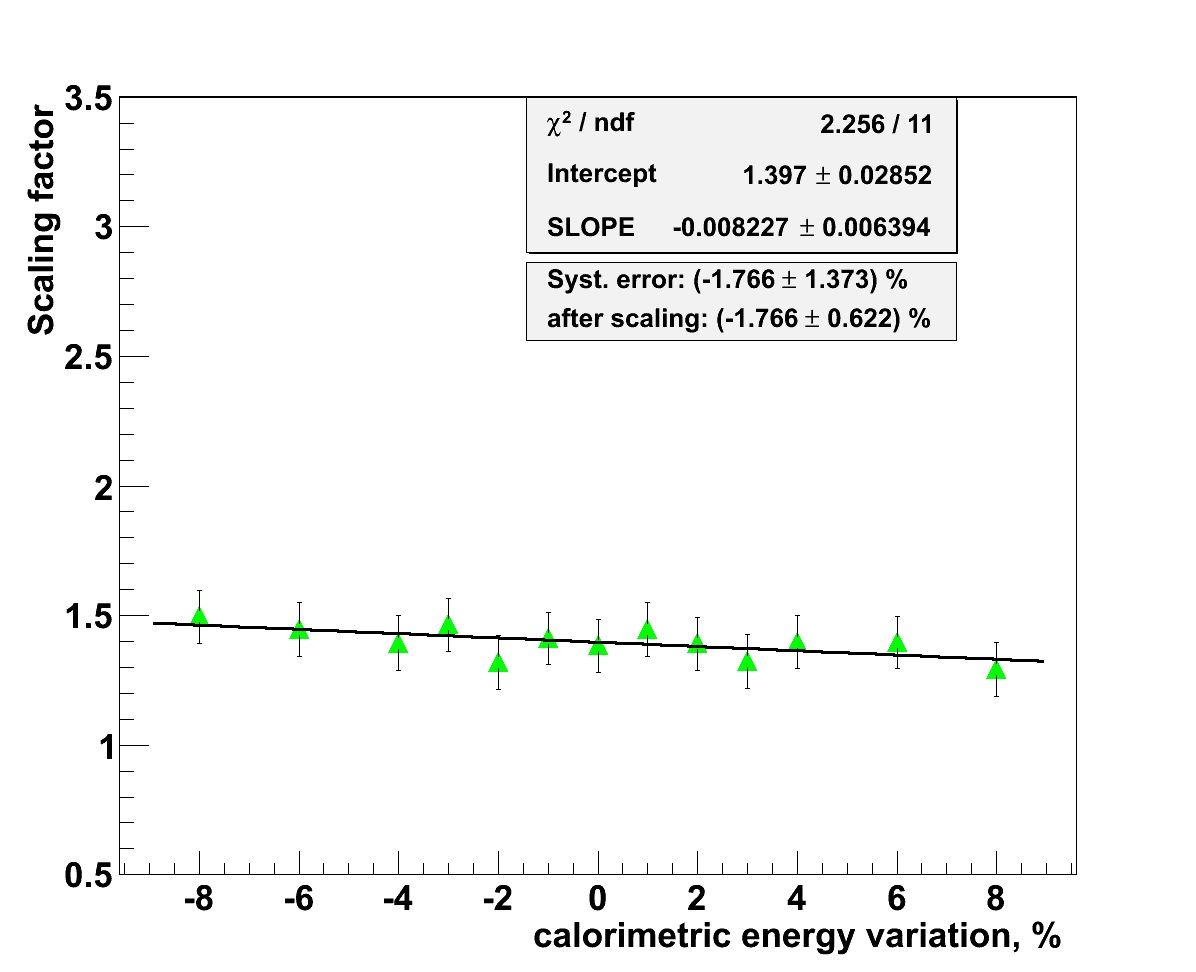 Scaling factor
3.5
3
2.5
2
1.5
1
0.5
χ² / ndf 2.256 / 11
Intercept 1.397 ± 0.02852
SLOPE -0.008227 ± 0.006394
Syst. error: (-1.766 ± 1.373) %
after scaling: (-1.766 ± 0.622) %
-8 -6 -4 -2 0 2 4 6 8
calorimetric energy variation, %